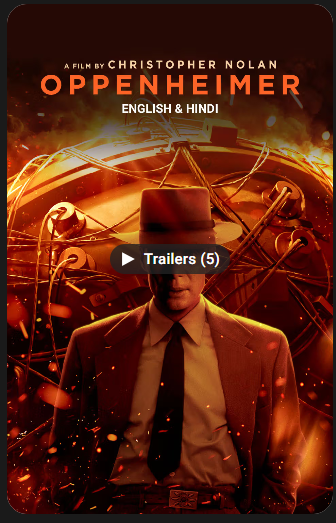 A FILM BY CHRISTOPHER NOLAN
OPPENHEIMER
ENGLISH & HINDI
Trailers (5)